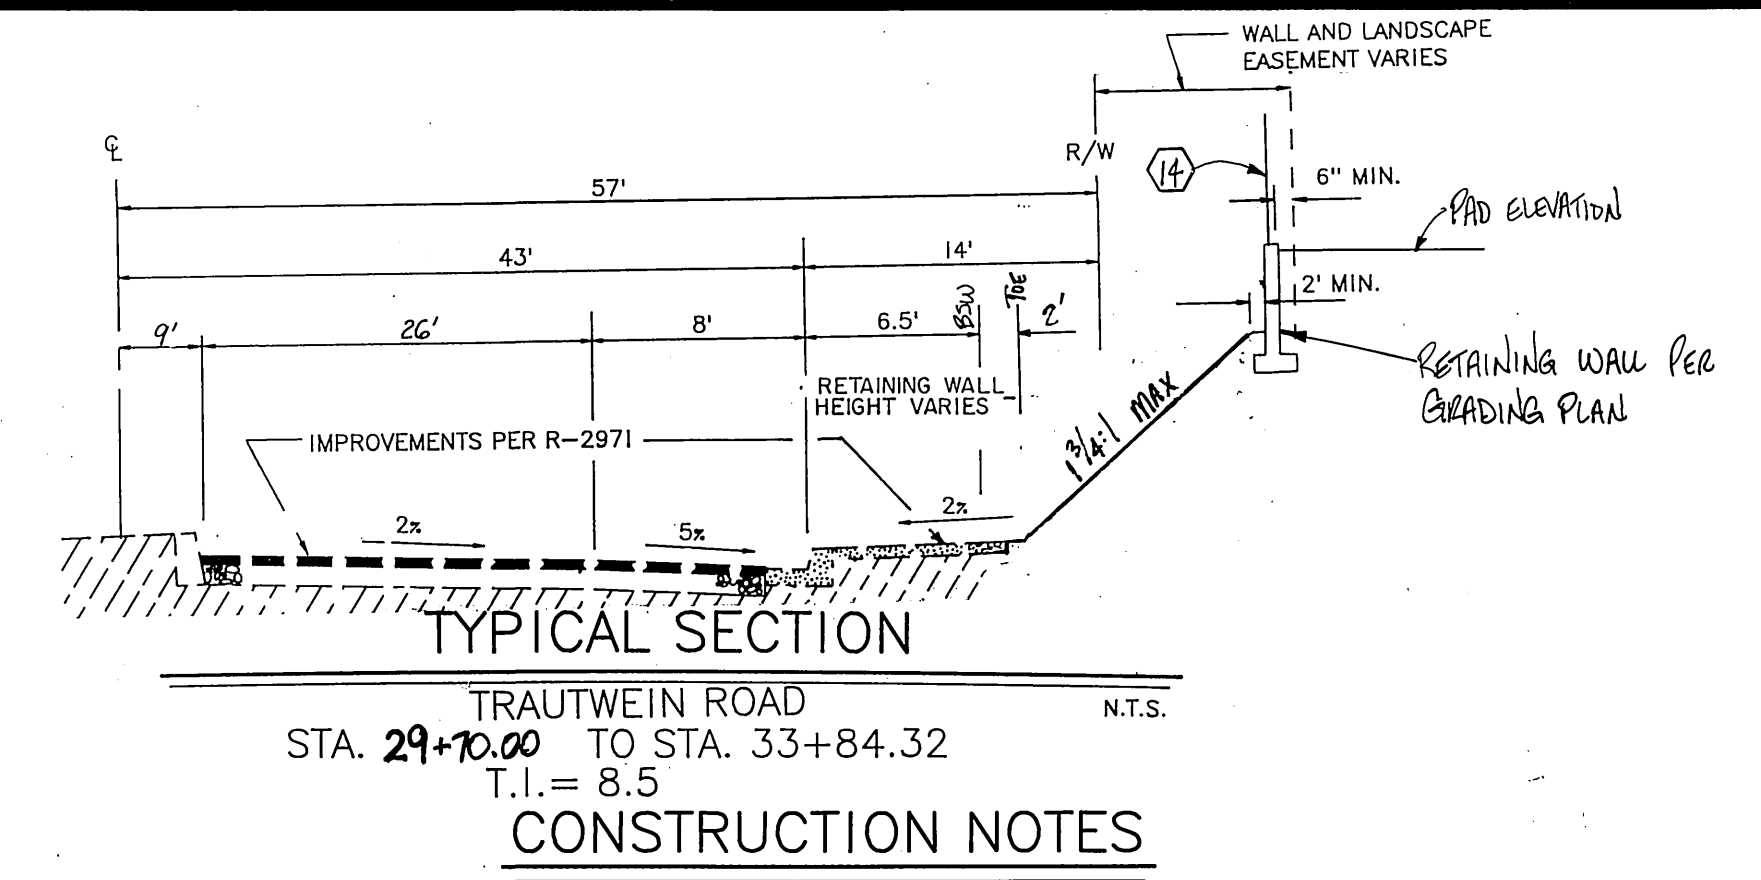 WALL AND LANDSCAPE
EASEMENT VARIES
℄
R/W
14
6" MIN.
PAD ELEVATION
57'
43'
14'
2' MIN.
9'
26'
8'
6.5'
BSW
TOE
2'
RETAINING WALL PER
GRADING PLAN
RETAINING WALL
HEIGHT VARIES
1 3/4:1 MAX
IMPROVEMENTS PER R-2971
2%
5%
2%
TYPICAL SECTION
TRAUTWEIN ROAD
N.T.S.
STA. 29+70.00 TO STA. 33+84.32
T.I.= 8.5
CONSTRUCTION NOTES